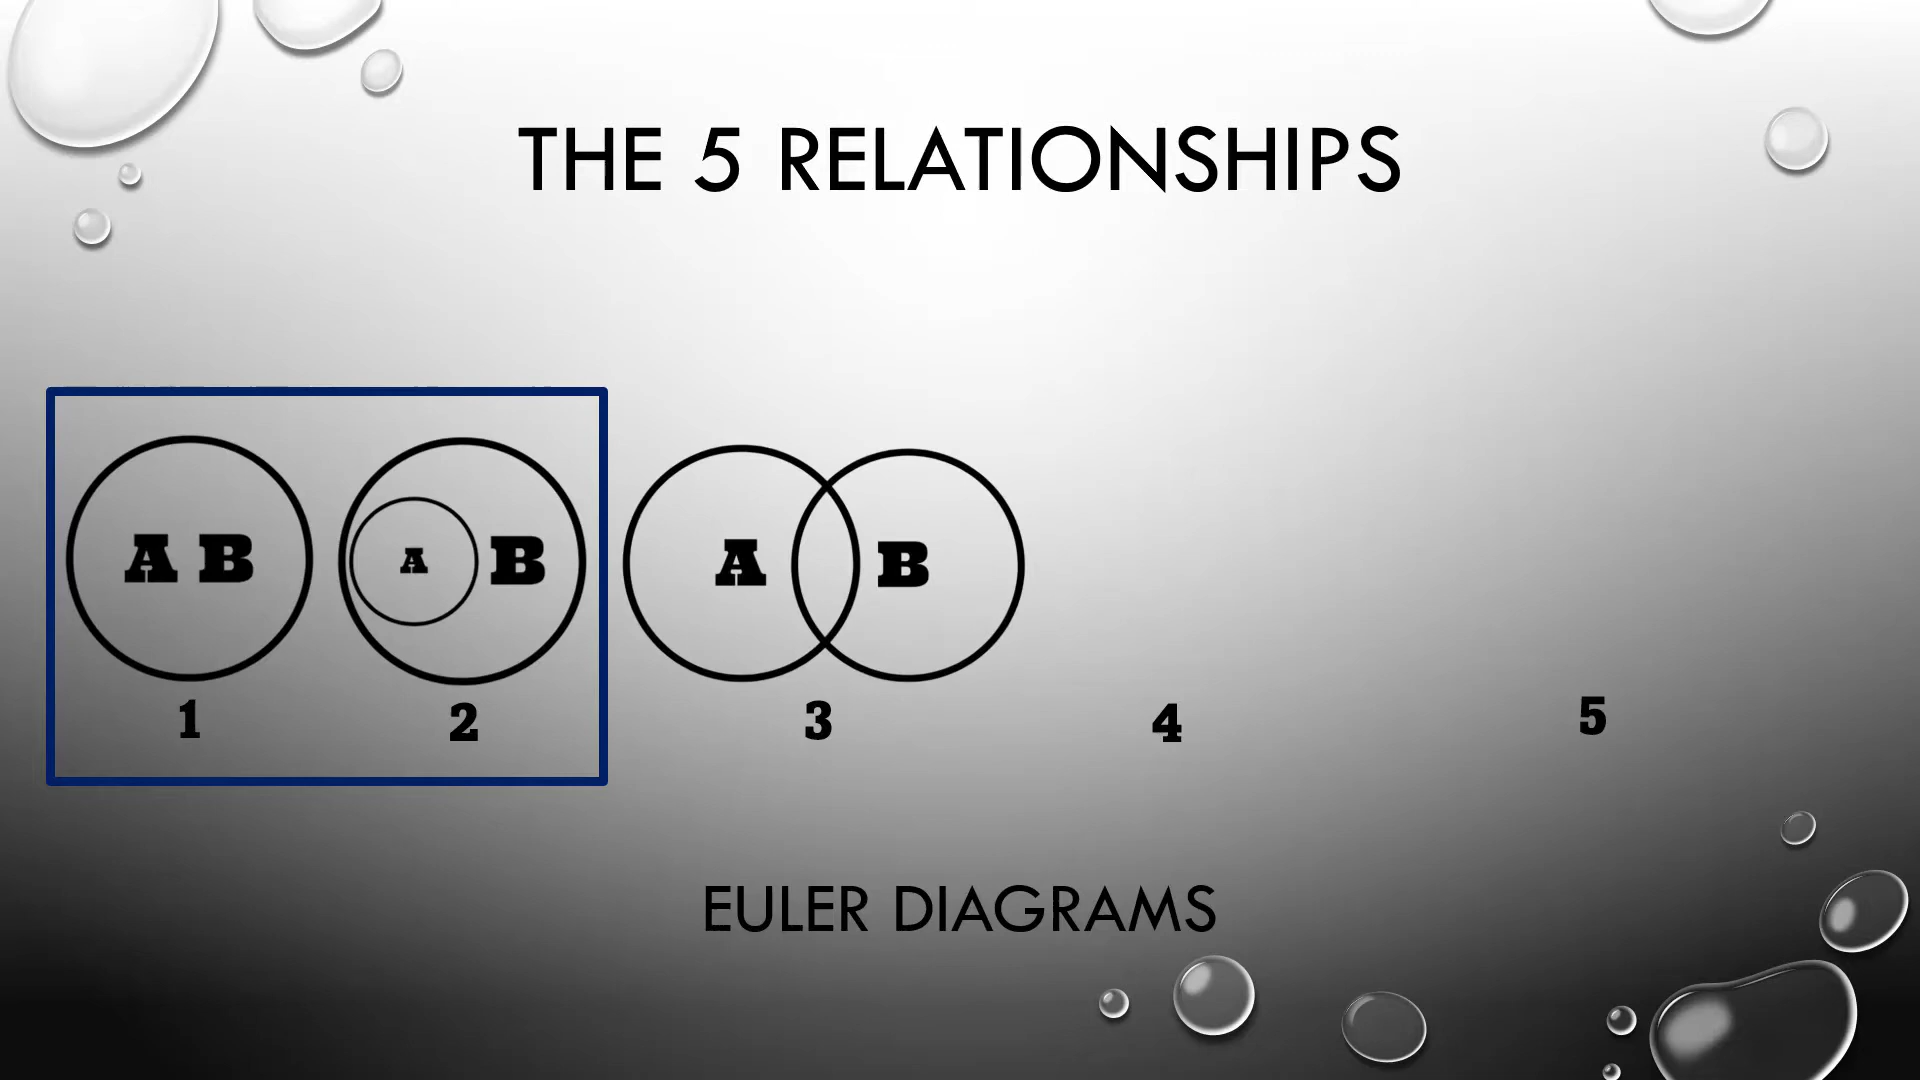 THE 5 RELATIONSHIPS
A B
A B
A B
1
2
3
4
5
EULER DIAGRAMS